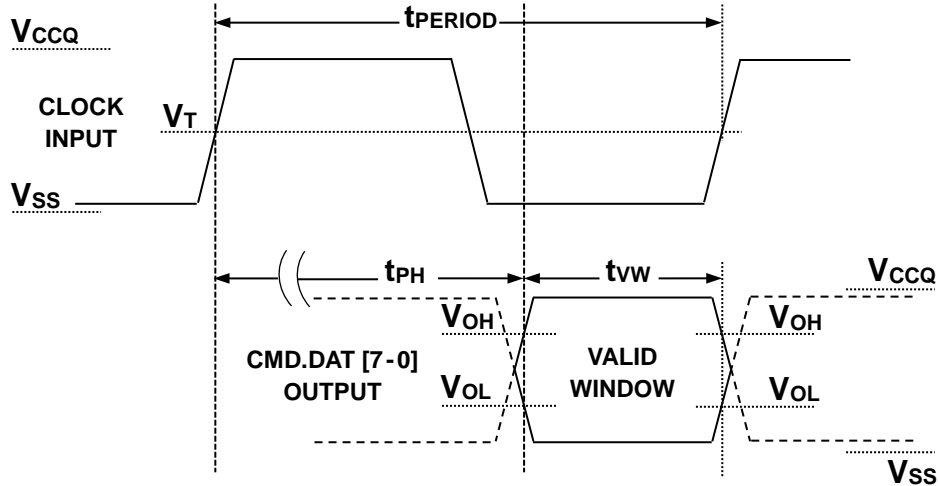 tPERIOD
VCCQ
CLOCK
INPUT
VT
VSS
tPH
tVW
VCCQ
VOH
VOH
CMD.DAT [7-0]
OUTPUT
VALID
WINDOW
VOL
VOL
VSS